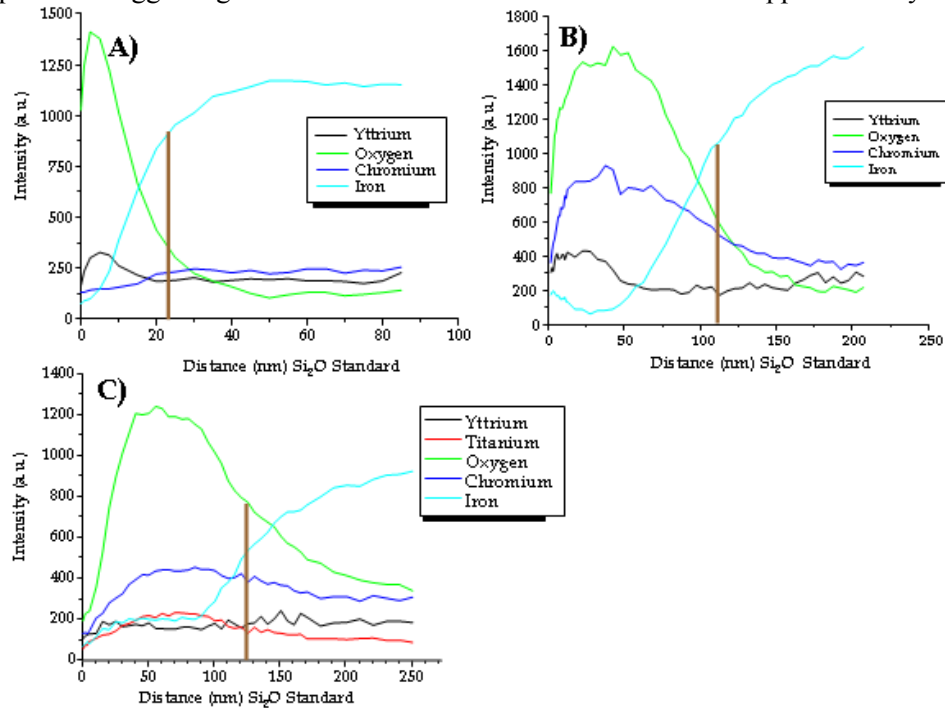 A)
Intensity (a.u.)
1500
1250
1000
750
500
250
0
Yttrium
Oxygen
Chromium
Iron
0 20 40 60 80 100
Distance (nm) Si₂O Standard
B)
Intensity (a.u.)
1800
1600
1400
1200
1000
800
600
400
200
0
Yttrium
Oxygen
Chromium
Iron
0 50 100 150 200 250
Distance (nm) Si₂O Standard
C)
Intensity (a.u.)
1400
1200
1000
800
600
400
200
0
Yttrium
Titanium
Oxygen
Chromium
Iron
0 50 100 150 200 250
Distance (nm) Si₂O Standard